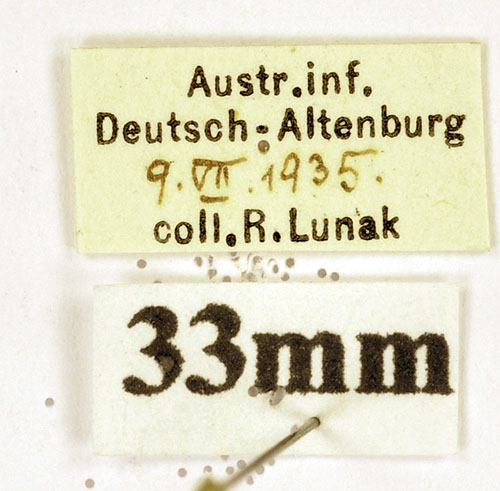 Austr.inf.
Deutsch-Altenburg
9.VII.1935.
coll.R.Lunak
33mm